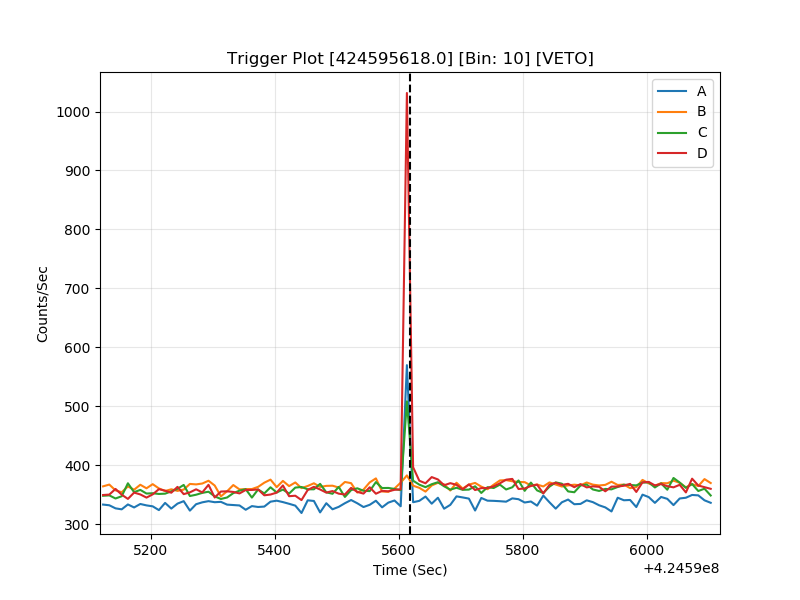 Trigger Plot [424595618.0] [Bin: 10] [VETO]
A
B
C
D
1000
900
800
700
600
500
400
300
Counts/Sec
5200 5400 5600 5800 6000
+4.2459e8
Time (Sec)